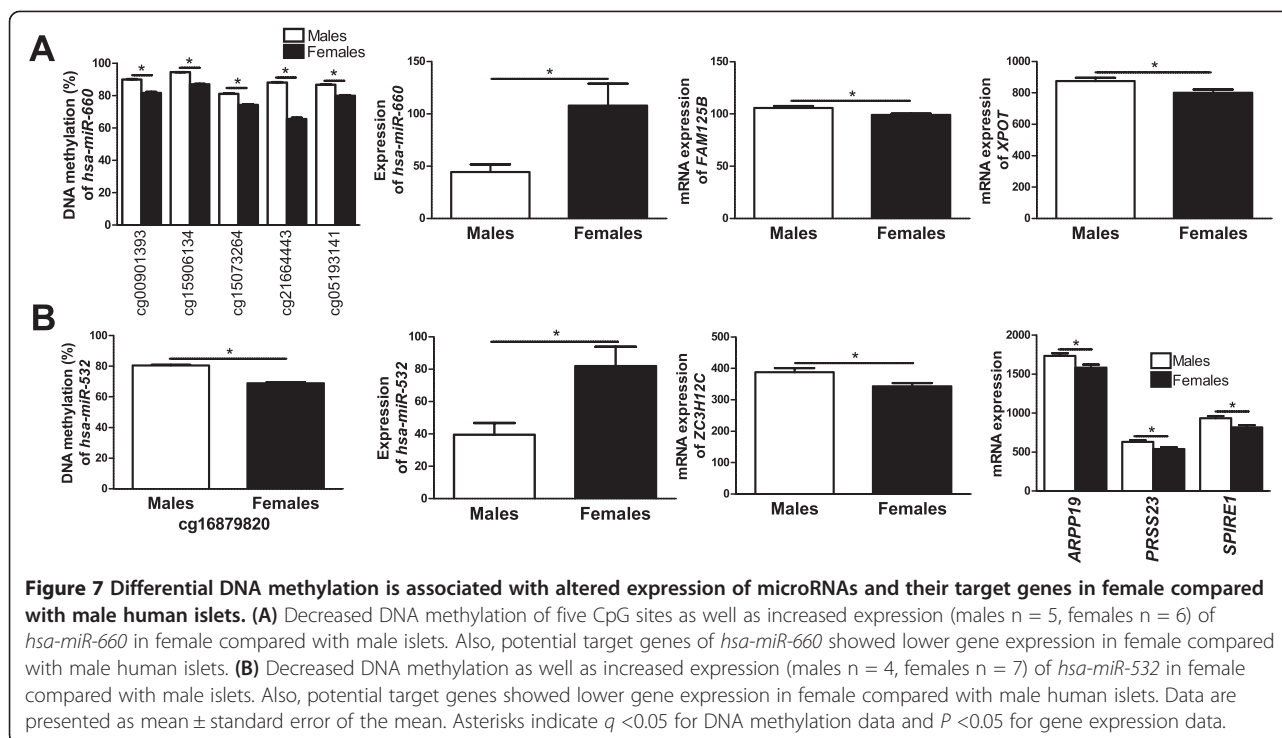 A
Males
Females
DNA methylation (%)
of hsa-miR-660
100
80
60
40
20
0
* * * * *
cg00901393
cg15906134
cg15073264
cg21664443
cg05193141
Expression
of hsa-miR-660
150
100
50
0
*
Males Females
mRNA expression
of FAM125B
150
100
50
0
*
Males Females
mRNA expression
of XPOT
1000
800
600
400
200
0
*
Males Females
B
DNA methylation (%)
of hsa-miR-532
100
80
60
40
20
0
*
Males Females
cg16879820
Expression
of hsa-miR-532
100
80
60
40
20
0
*
Males Females
mRNA expression
of ZC3H12C
500
400
300
200
100
0
*
Males Females
mRNA expression
2000
1500
1000
500
0
Males
Females
* * *
ARPP19
PRSS23
SPIRE1
Figure 7 Differential DNA methylation is associated with altered expression of microRNAs and their target genes in female compared
with male human islets. (A) Decreased DNA methylation of five CpG sites as well as increased expression (males n = 5, females n = 6) of
hsa-miR-660 in female compared with male islets. Also, potential target genes of hsa-miR-660 showed lower gene expression in female compared
with male human islets. (B) Decreased DNA methylation as well as increased expression (males n = 4, females n = 7) of hsa-miR-532 in female
compared with male islets. Also, potential target genes showed lower gene expression in female compared with male human islets. Data are
presented as mean ± standard error of the mean. Asterisks indicate q <0.05 for DNA methylation data and P <0.05 for gene expression data.